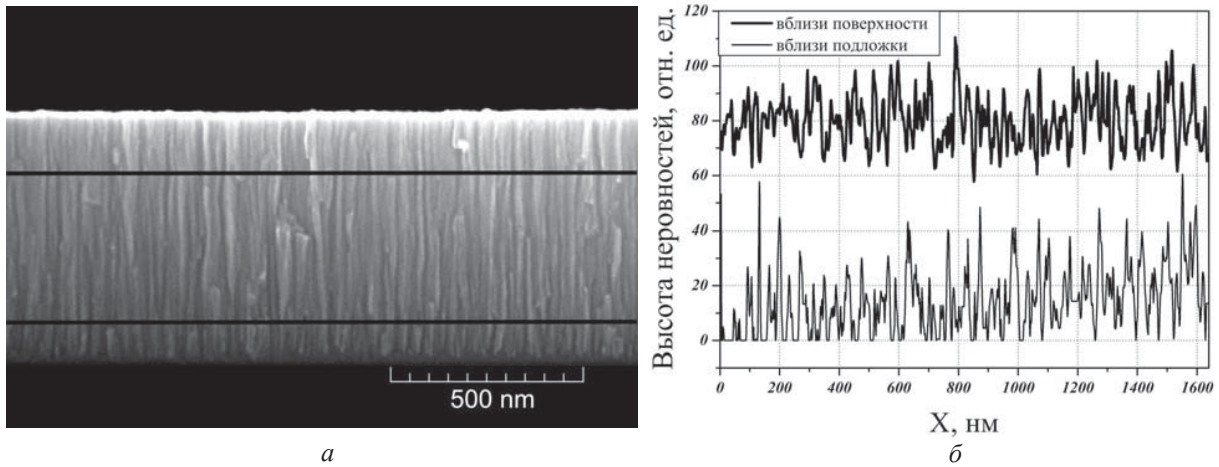 500 nm
а
Высота неровностей, отн. ед.
вблизи поверхности
вблизи подложки
120
100
80
60
40
20
0
0 200 400 600 800 1000 1200 1400 1600
X, нм
б